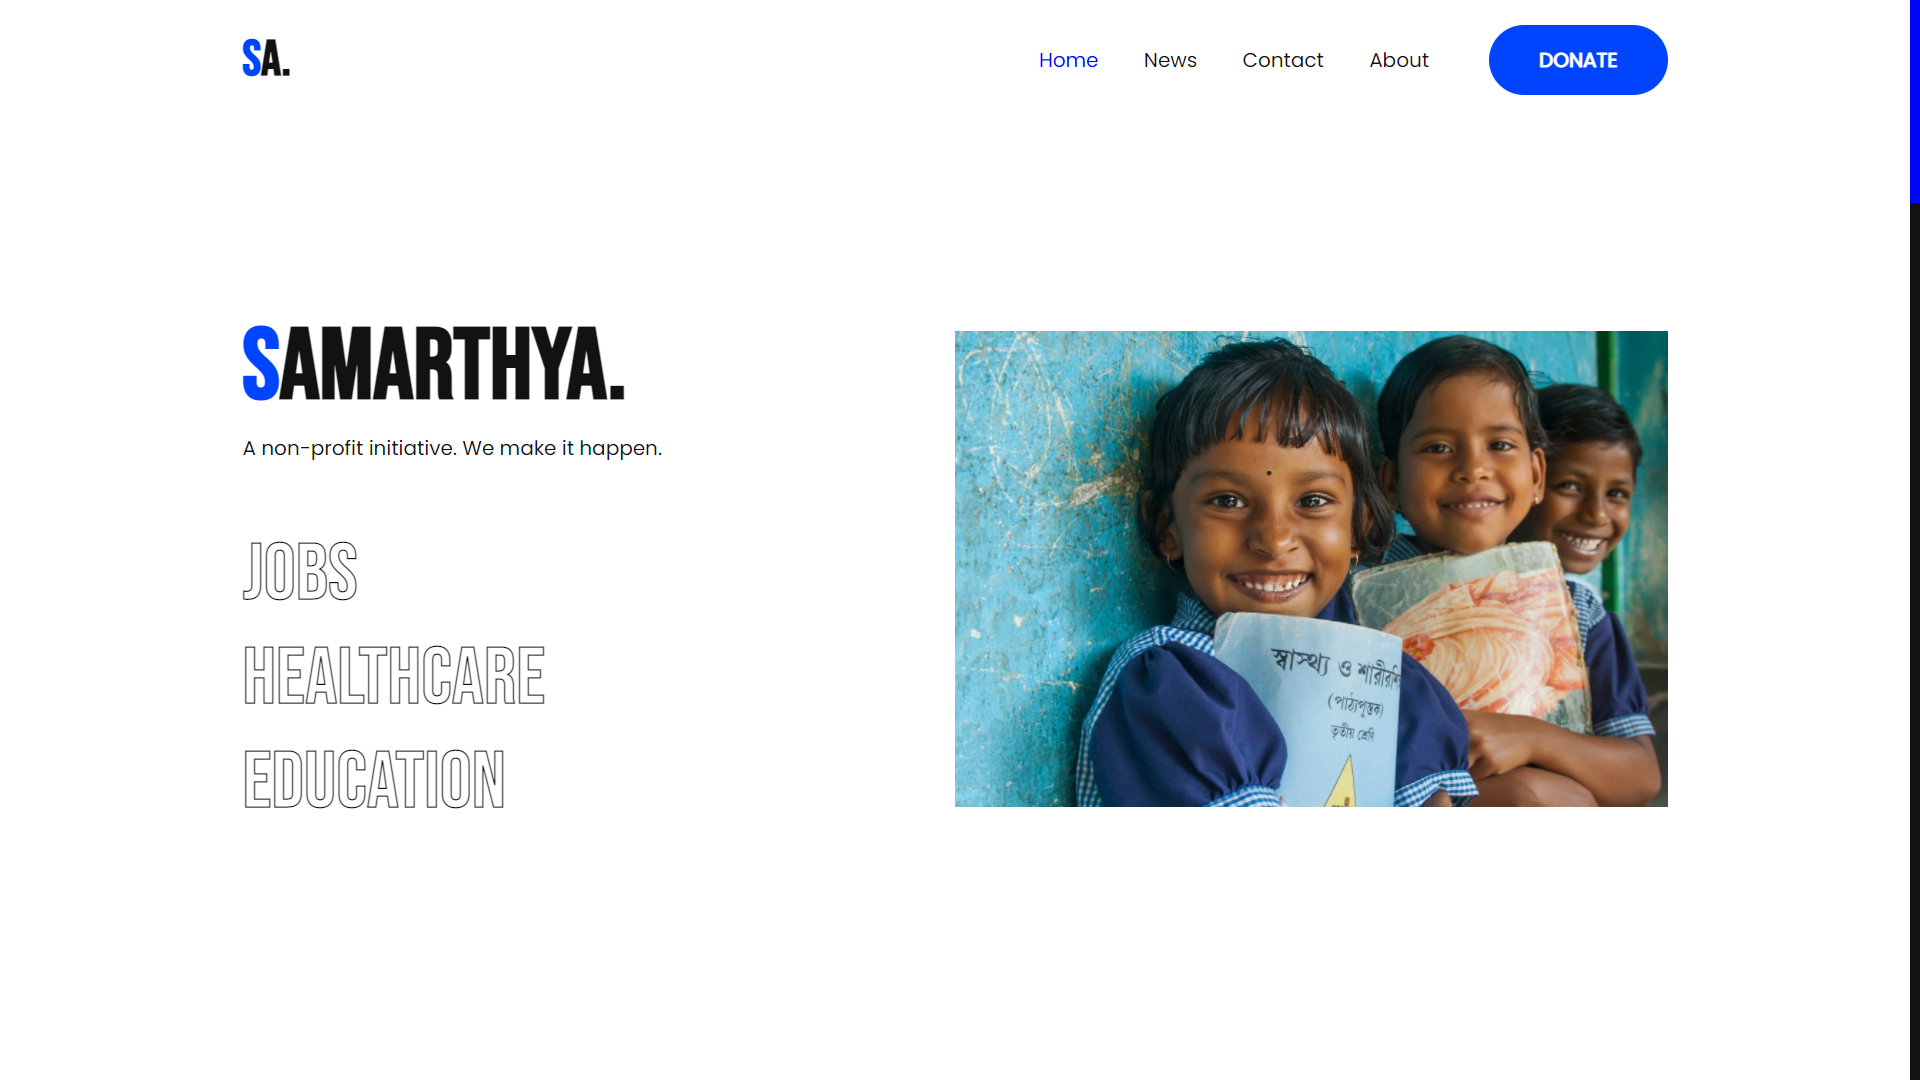 SA.
Home News Contact About DONATE
SAMARTHYA.
A non-profit initiative. We make it happen.
JOBS
HEALTHCARE
EDUCATION
স্বাস্থ্য ও
(পাঠ্যপুস্তক)
তৃতীয় শ্রেণি